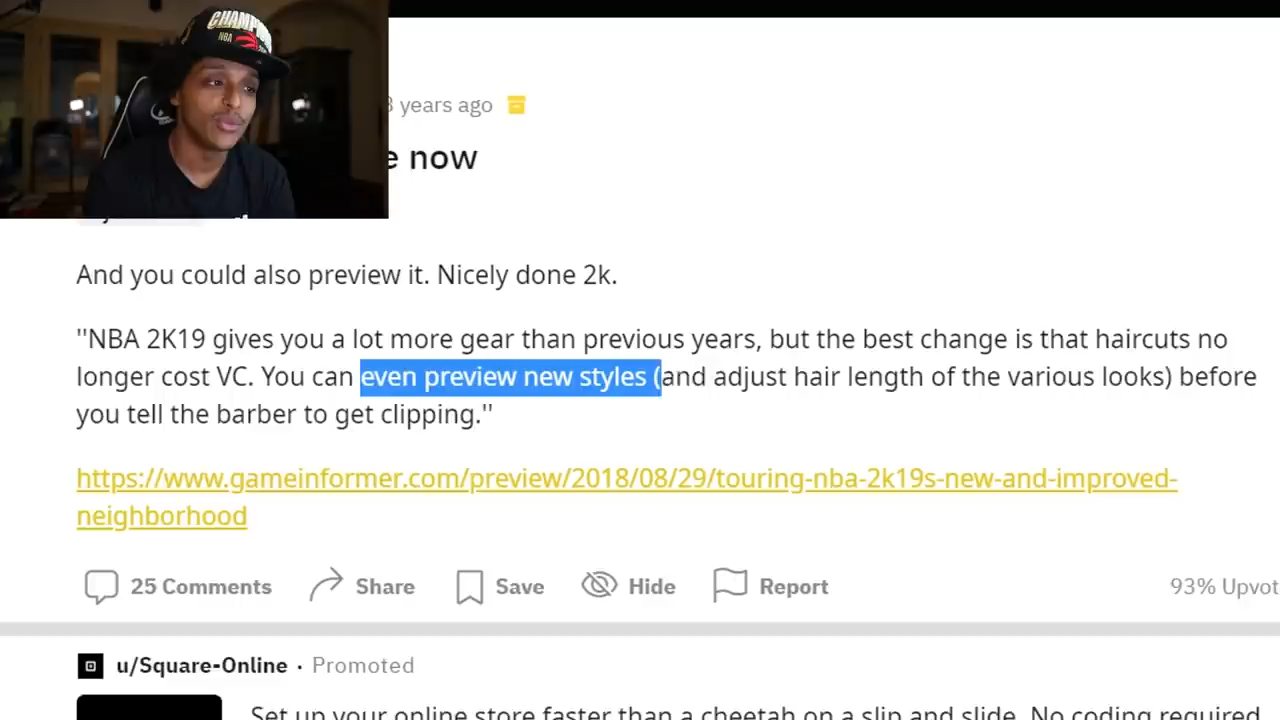 CHAMPIONS
NBA
3 years ago
e now
And you could also preview it. Nicely done 2k.
"NBA 2K19 gives you a lot more gear than previous years, but the best change is that haircuts no
longer cost VC. You can even preview new styles (and adjust hair length of the various looks) before
you tell the barber to get clipping."
https://www.gameinformer.com/preview/2018/08/29/touring-nba-2k19s-new-and-improved-
neighborhood
25 Comments Share Save Hide Report 93% Upvot
u/Square-Online · Promoted
Set up your online store faster than a cheetah on a slip and slide. No coding required